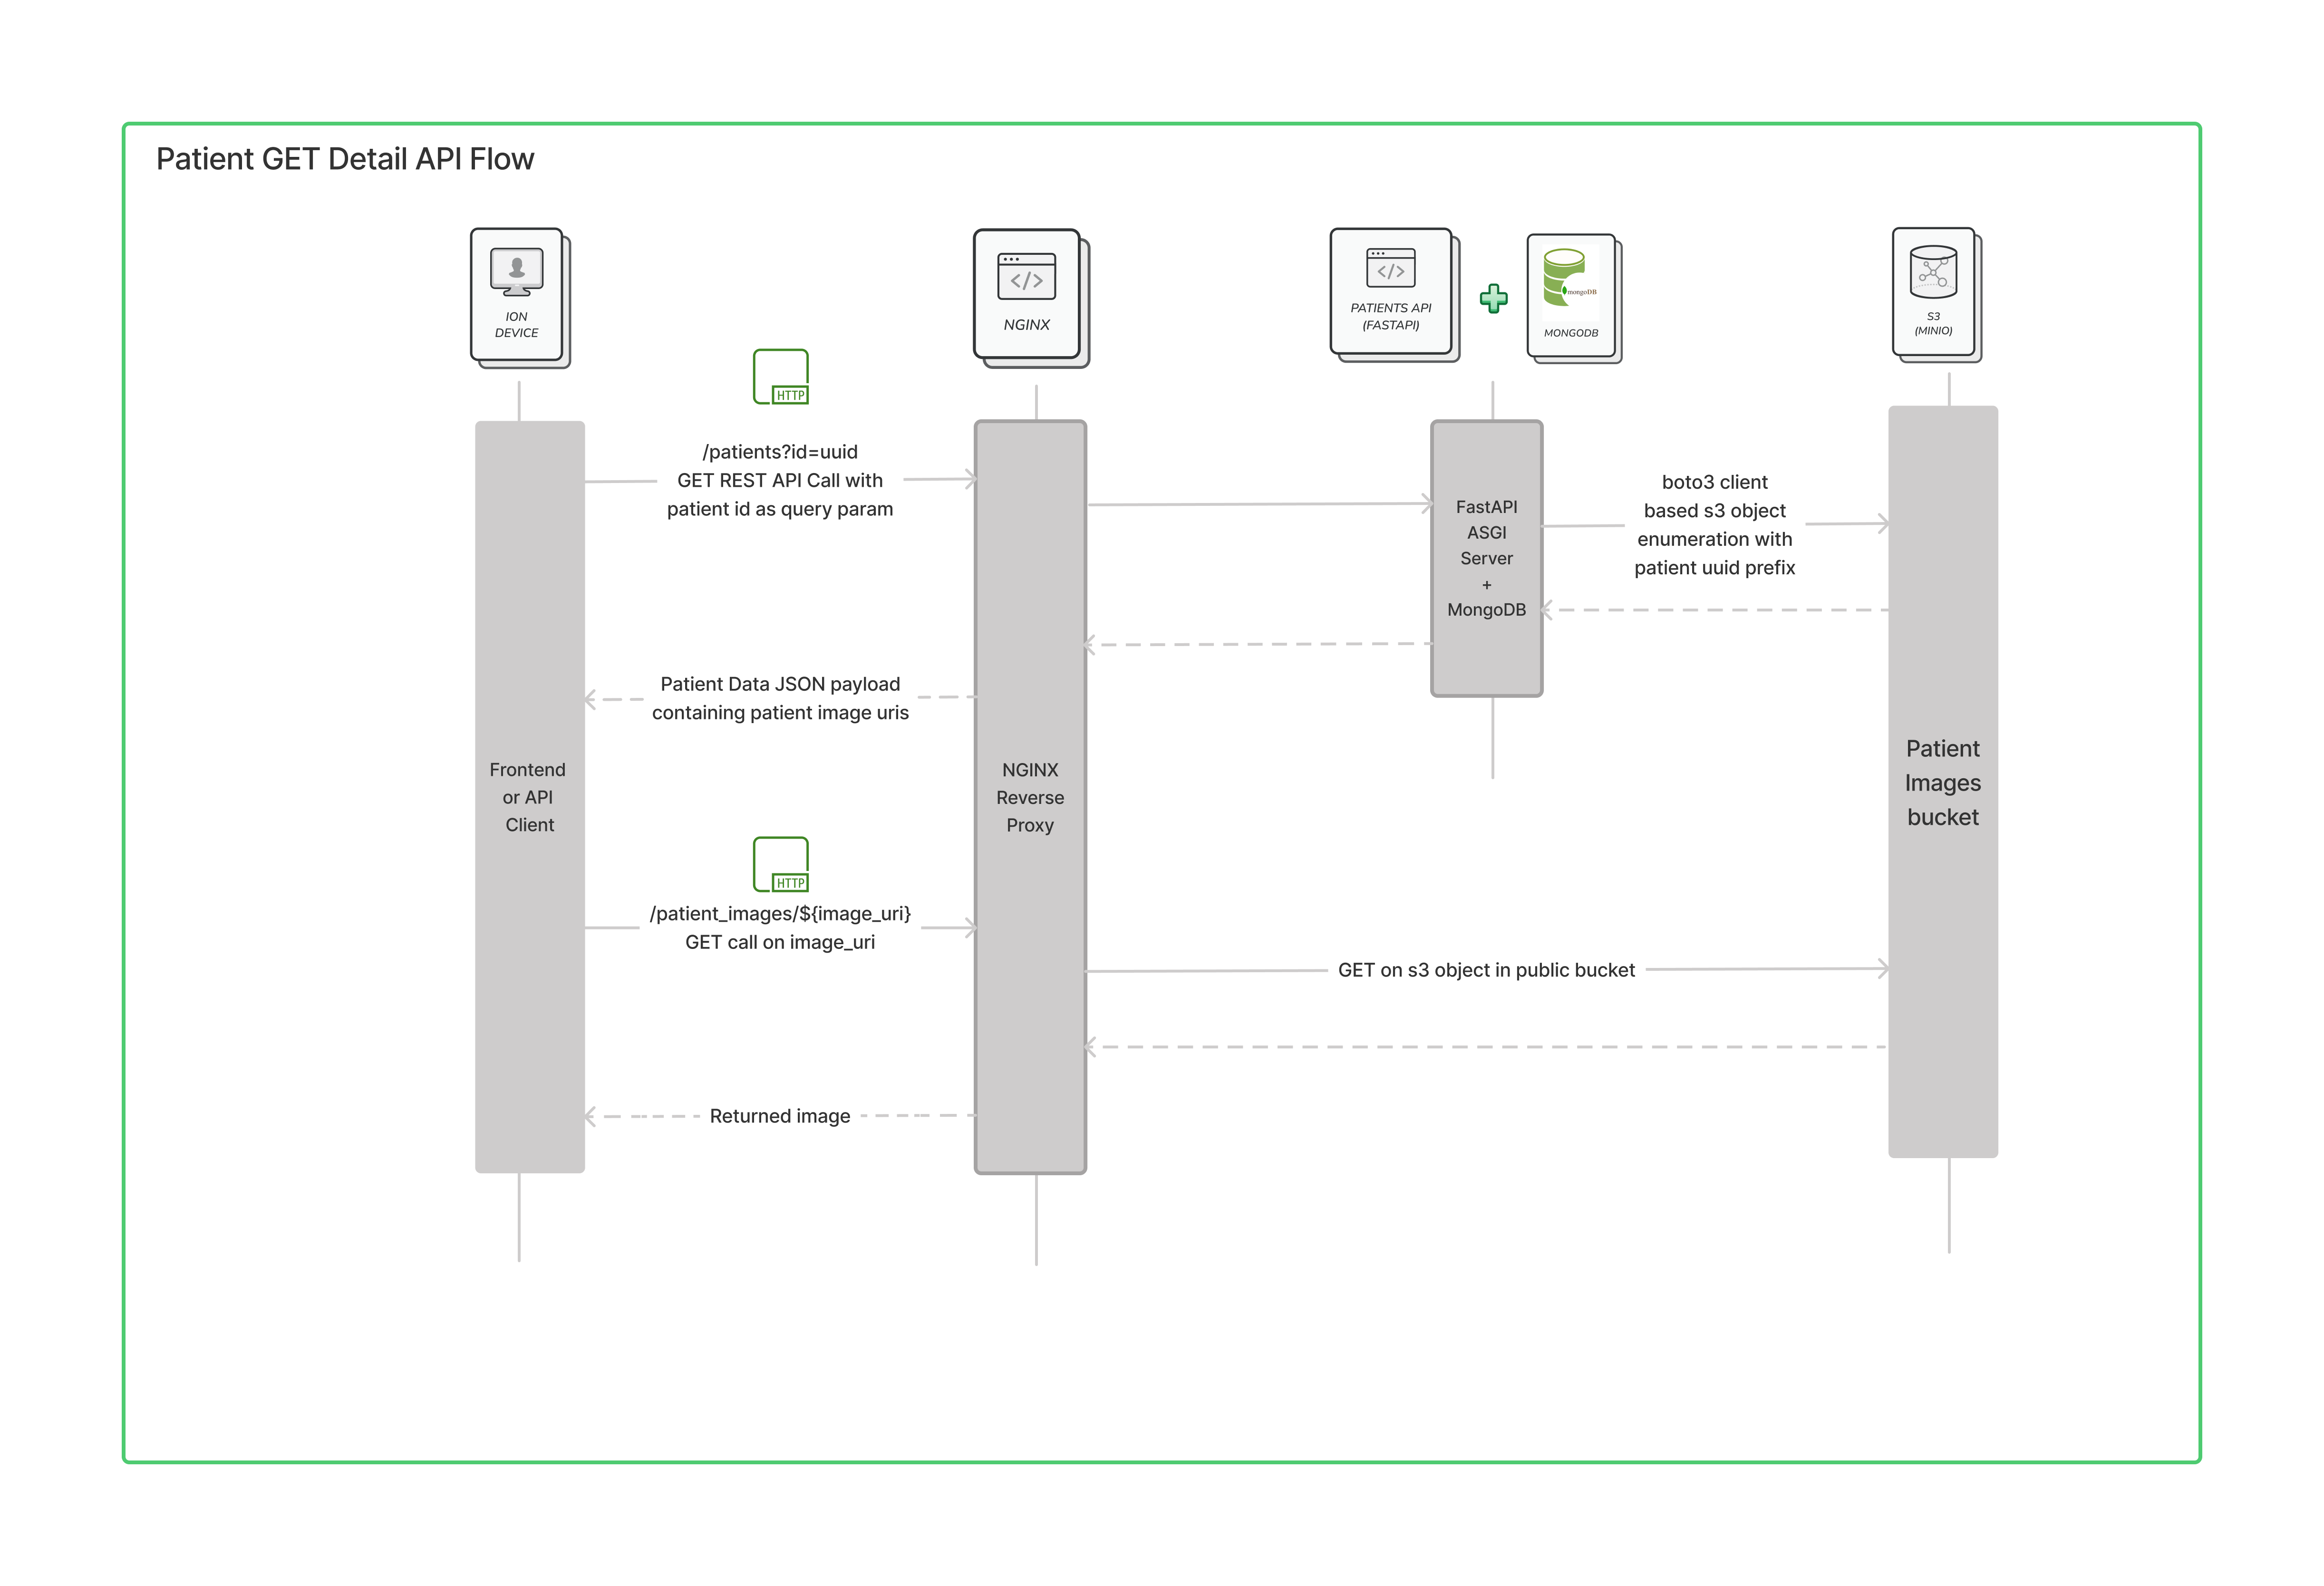 Patient GET Detail API Flow
ION
DEVICE
NGINX
PATIENTS API
(FASTAPI)
mongoDB
MONGODB
S3
(MINIO)
HTTP
/patients?id=uuid
GET REST API Call with
patient id as query param
FastAPI
ASGI
Server
+
MongoDB
boto3 client
based s3 object
enumeration with
patient uuid prefix
Patient Data JSON payload
containing patient image uris
Frontend
or API
Client
NGINX
Reverse
Proxy
Patient
Images
bucket
HTTP
/patient_images/${image_uri}
GET call on image_uri
GET on s3 object in public bucket
Returned image